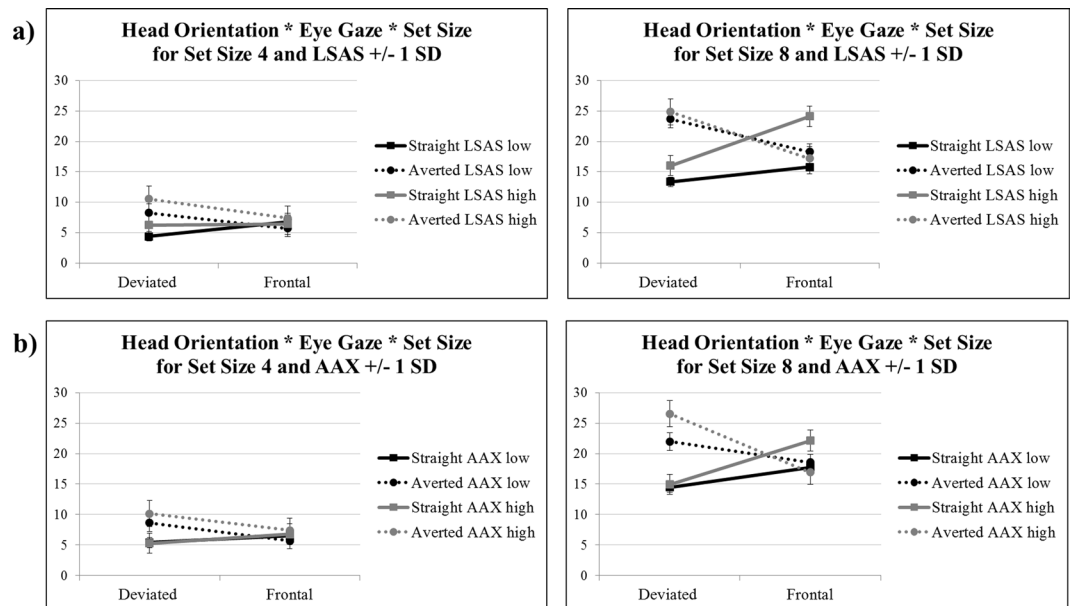 a)
Head Orientation * Eye Gaze * Set Size
for Set Size 4 and LSAS +/- 1 SD
30
25
20
15
10
5
0
Deviated Frontal
Straight LSAS low
Averted LSAS low
Straight LSAS high
Averted LSAS high
Head Orientation * Eye Gaze * Set Size
for Set Size 8 and LSAS +/- 1 SD
30
25
20
15
10
5
0
Deviated Frontal
Straight LSAS low
Averted LSAS low
Straight LSAS high
Averted LSAS high
b)
Head Orientation * Eye Gaze * Set Size
for Set Size 4 and AAX +/- 1 SD
30
25
20
15
10
5
0
Deviated Frontal
Straight AAX low
Averted AAX low
Straight AAX high
Averted AAX high
Head Orientation * Eye Gaze * Set Size
for Set Size 8 and AAX +/- 1 SD
30
25
20
15
10
5
0
Deviated Frontal
Straight AAX low
Averted AAX low
Straight AAX high
Averted AAX high